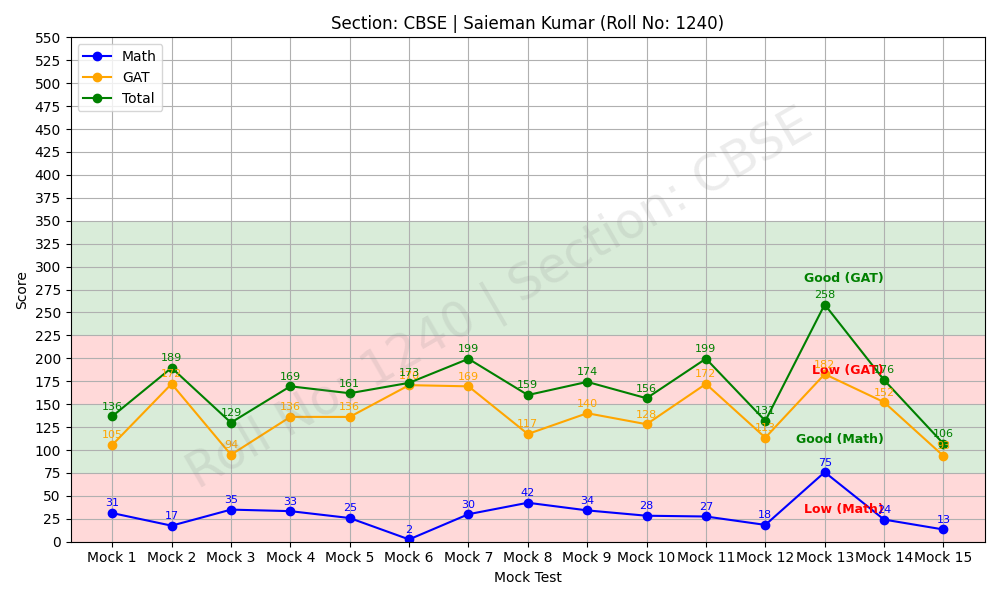 Section: CBSE | Saieman Kumar (Roll No: 1240)
Math
GAT
Total
550
525
500
475
450
425
400
375
350
325
300
275
250
225
200
175
150
125
100
75
50
25
0
Score
Roll No: 1240 | Section: CBSE
Good (GAT)
Low (GAT)
Good (Math)
Low (Math)
136 189 129 169 161 173 199 159 174 156 199 131 258 176 106
105 94 136 136 169 117 140 128 172 182 152
31 17 35 33 25 2 30 42 34 28 27 18 75 24 13
Mock 1 Mock 2 Mock 3 Mock 4 Mock 5 Mock 6 Mock 7 Mock 8 Mock 9 Mock 10 Mock 11 Mock 12 Mock 13 Mock 14 Mock 15
Mock Test